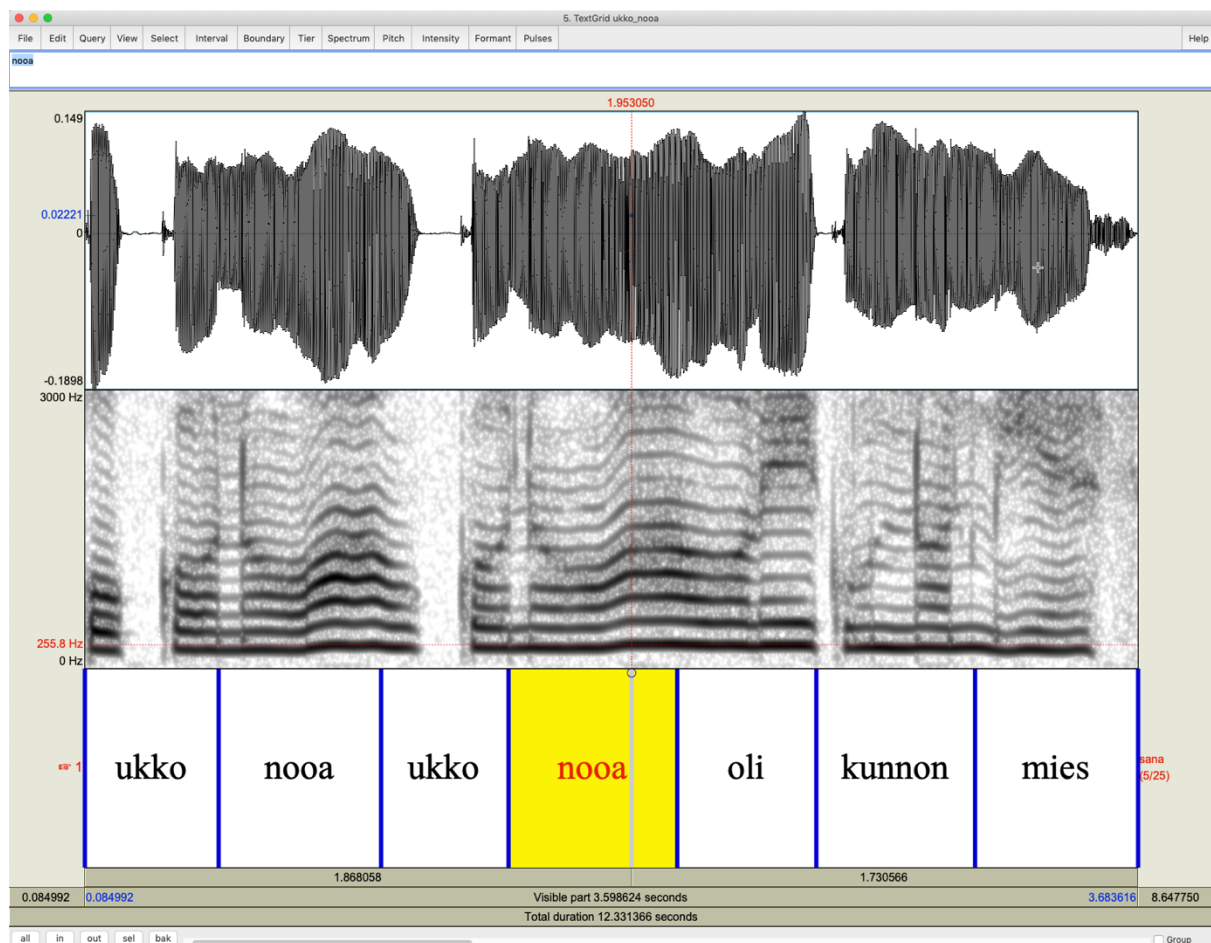 5. TextGrid ukko_nooa
File Edit Query View Select Interval Boundary Tier Spectrum Pitch Intensity Formant Pulses Help
nooa
1.953050
0.149
0.02221
0
-0.1898
3000 Hz
255.8 Hz
0 Hz
☞ 1 ukko nooa ukko nooa oli kunnon mies sana
(5/25)
1.868058 1.730566
0.084992 0.084992 Visible part 3.598624 seconds 3.683616 8.647750
Total duration 12.331366 seconds
all in out sel bak Group